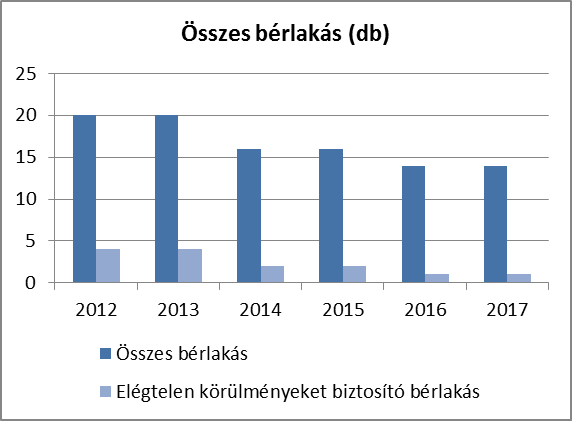 Összes bérlakás (db)
25
20
15
10
5
0
2012 2013 2014 2015 2016 2017
Összes bérlakás
Elégtelen körülményeket biztosító bérlakás